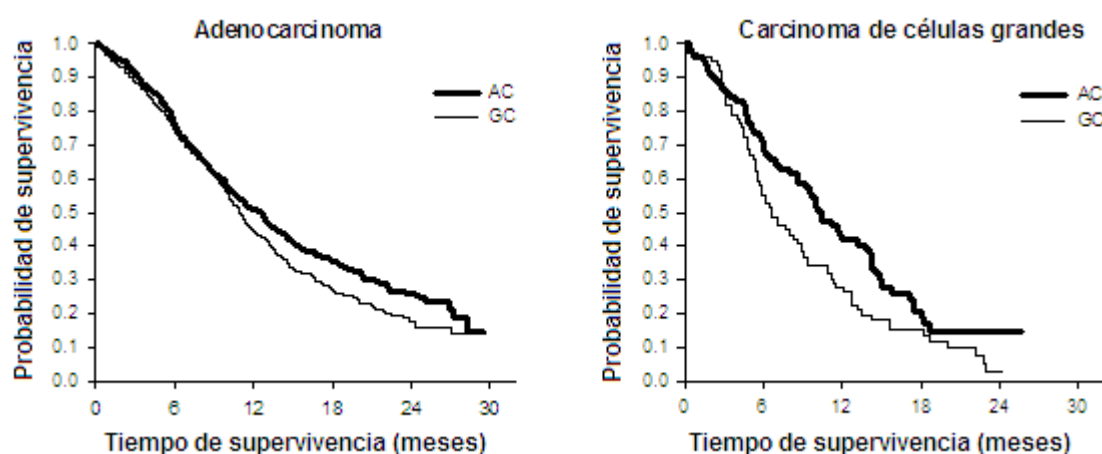 Adenocarcinoma
AC
GC
Probabilidad de supervivencia
1.0
0.9
0.8
0.7
0.6
0.5
0.4
0.3
0.2
0.1
0.0
0 6 12 18 24 30
Tiempo de supervivencia (meses)
Carcinoma de células grandes
AC
GC
Probabilidad de supervivencia
1.0
0.9
0.8
0.7
0.6
0.5
0.4
0.3
0.2
0.1
0.0
0 6 12 18 24 30
Tiempo de supervivencia (meses)